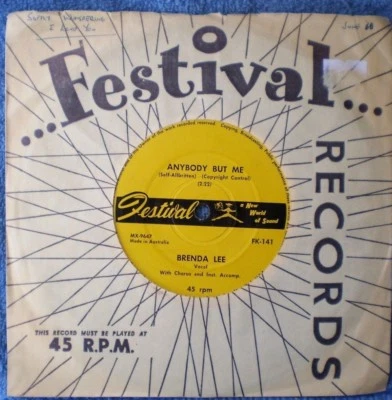 ...Festival...
RECORDS
ANYBODY BUT ME
(Self-Albritten) (Copyright Control)
(2:25)
Festival
a New
World
of Sound
MX-9647
Made in Australia
FK-141
BRENDA LEE
Vocal
With Chorus and Inst. Accomp.
45 rpm
THIS RECORD MUST BE PLAYED AT
45 R.P.M.